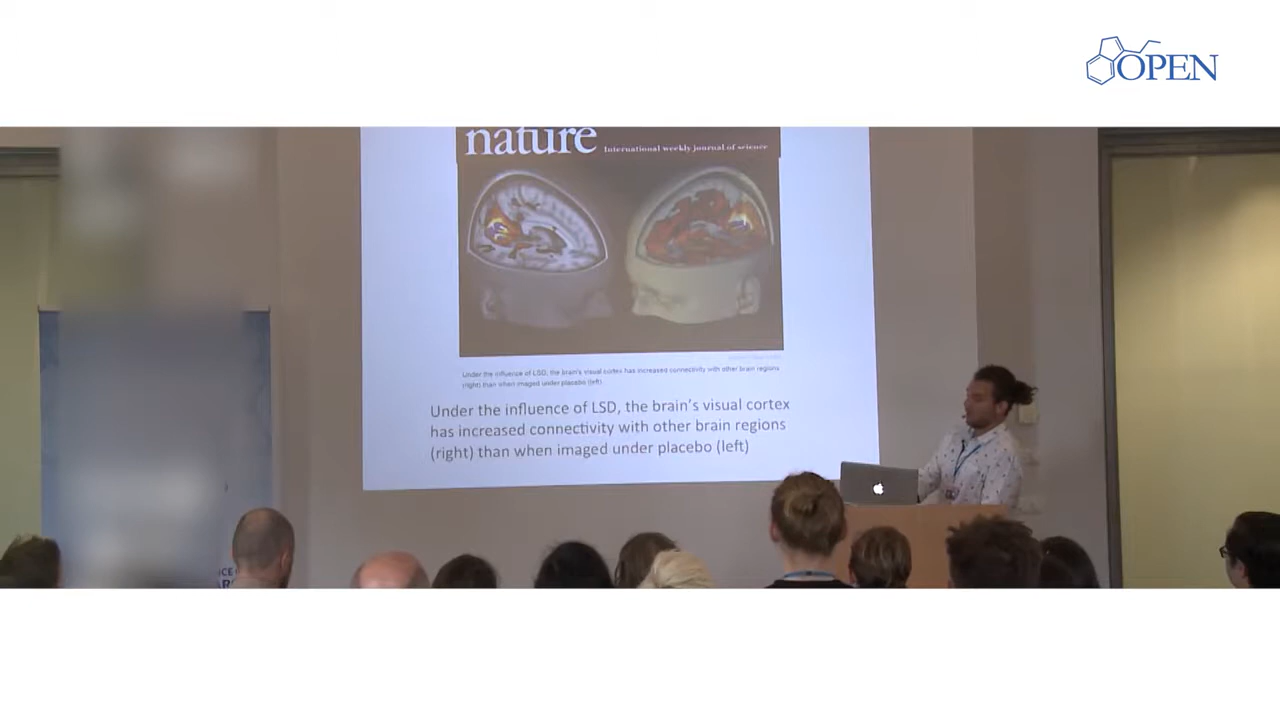 OPEN
nature
International weekly journal of science
Under the influence of LSD, the brain's visual cortex has increased connectivity with other brain regions
(right) than when imaged under placebo (left).
Under the influence of LSD, the brain's visual cortex
has increased connectivity with other brain regions
(right) than when imaged under placebo (left)